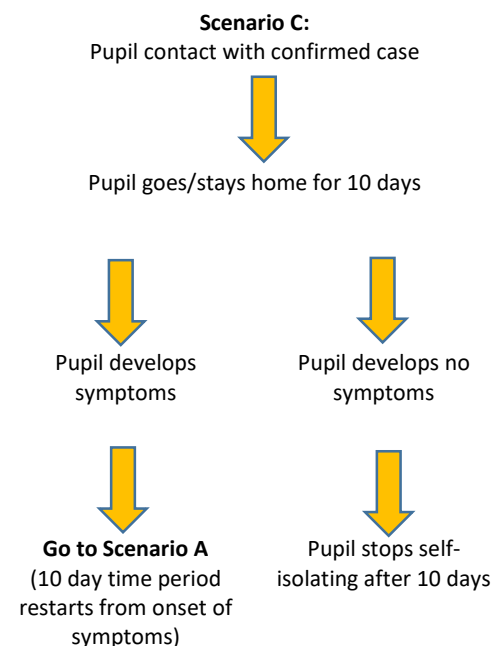 Scenario C:
Pupil contact with confirmed case
Pupil goes/stays home for 10 days
Pupil develops
symptoms
Pupil develops no
symptoms
Go to Scenario A
(10 day time period
restarts from onset of
symptoms)
Pupil stops self-
isolating after 10 days